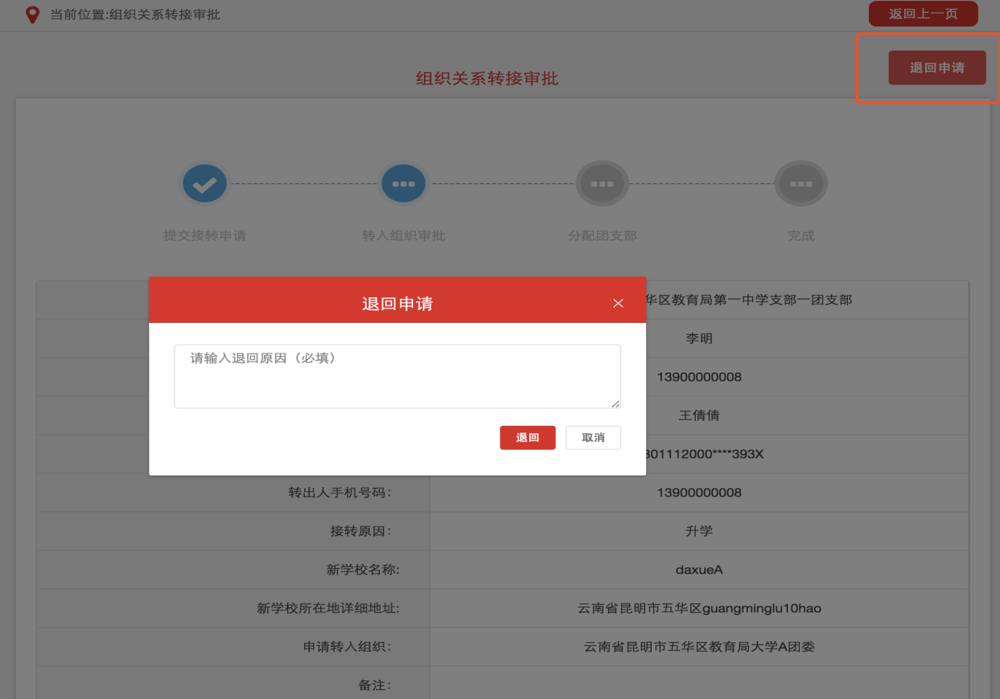 当前位置:组织关系转接审批
返回上一页
退回申请
组织关系转接审批
提交接转申请
转入组织审批
分配团支部
完成
华区教育局第一中学支部一团支部
李明
13900000008
王倩倩
退回申请
请输入退回原因（必填）
退回
取消
301112000****393X
转出人手机号码:
13900000008
接转原因:
升学
新学校名称:
daxueA
新学校所在地详细地址:
云南省昆明市五华区guangminglu10hao
申请转入组织:
云南省昆明市五华区教育局大学A团委
备注: